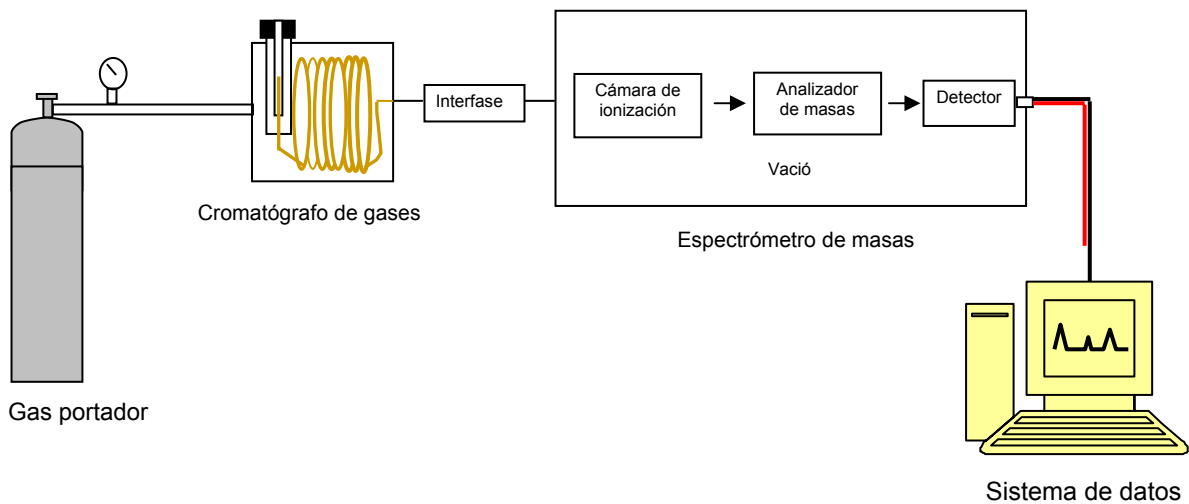 Gas portador
Cromatógrafo de gases
Interfase
Cámara de
ionización
Analizador
de masas
Detector
Vació
Espectrómetro de masas
Sistema de datos